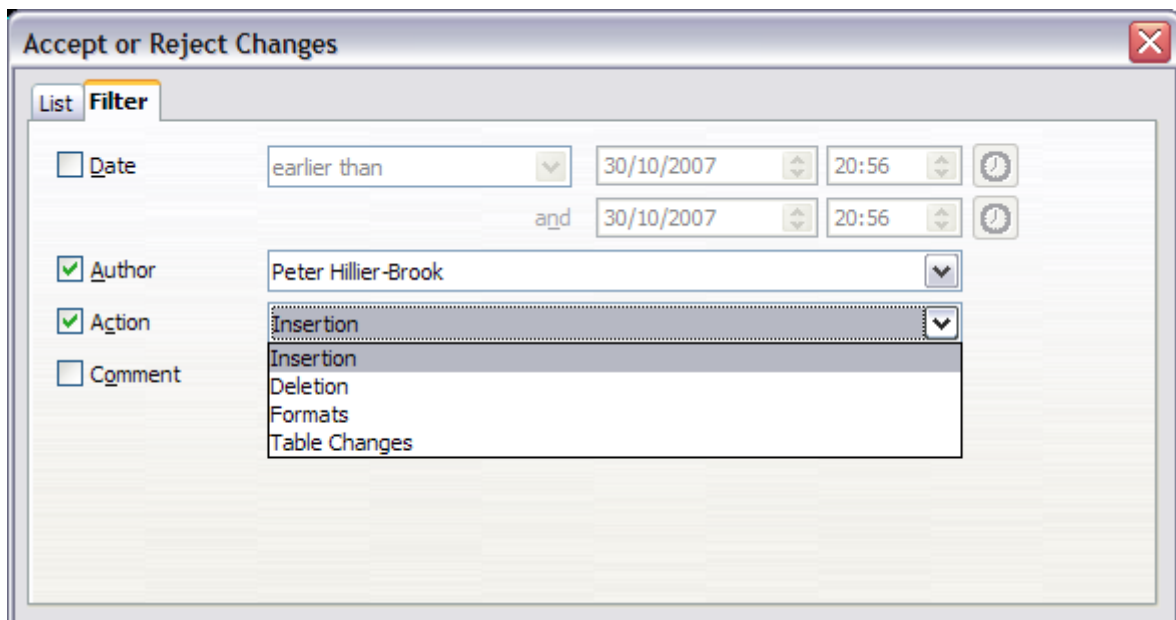 Accept or Reject Changes
List Filter
Date earlier than 30/10/2007 20:56
and 30/10/2007 20:56
Author Peter Hillier-Brook
Action Insertion
Insertion
Comment
Deletion
Formats
Table Changes